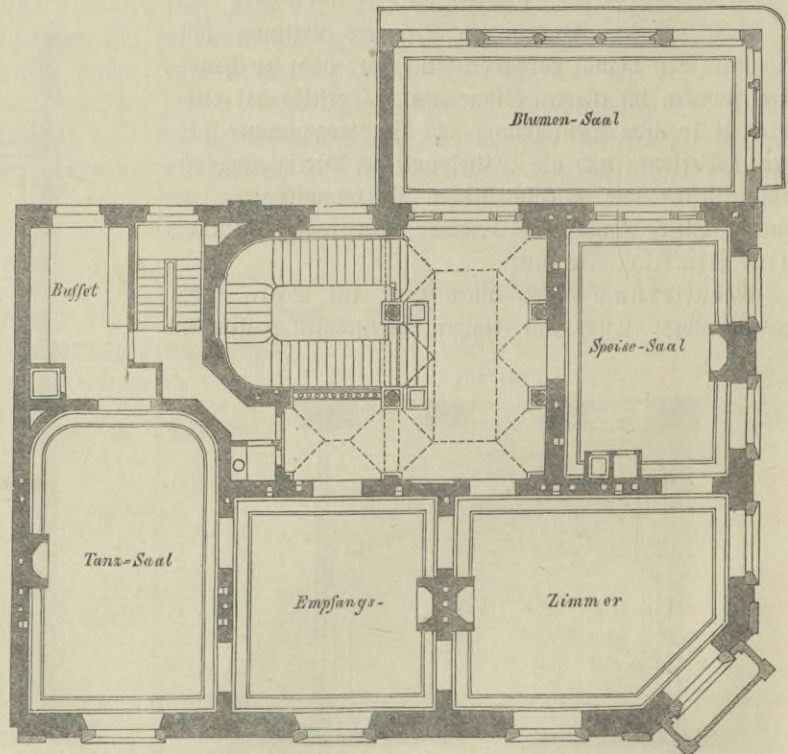 Blumen-Saal
Buffet
Speise-Saal
Tanz=Saal
Empfangs-
Zimmer